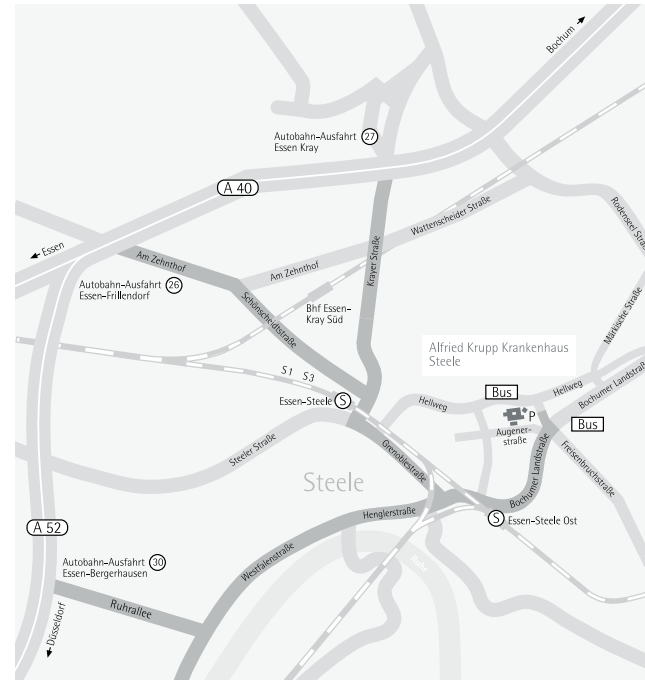 Bochum
Autobahn-Ausfahrt 27
Essen Kray
A 40
Wattenscheider Straße
Rodenseel Straße
Essen
Am Zehnthof
Am Zehnthof
Krayer Straße
Autobahn-Ausfahrt 26
Essen-Frillendorf
Schönscheidtstraße
Bhf Essen-
Kray Süd
Märkische Straße
Alfried Krupp Krankenhaus
Steele
S1 S3
Essen-Steele S
Hellweg
Bus
Hellweg
Bochumer Landstraße
P
Bus
Augener-
straße
Steeler Straße
Grenoblestraße
Freisenbruchstraße
Steele
Bochumer Landstraße
Henglerstraße
S Essen-Steele Ost
A 52
Autobahn-Ausfahrt 30
Essen-Bergerhausen
Westfalenstraße
Ruhr
Ruhrallee
Düsseldorf